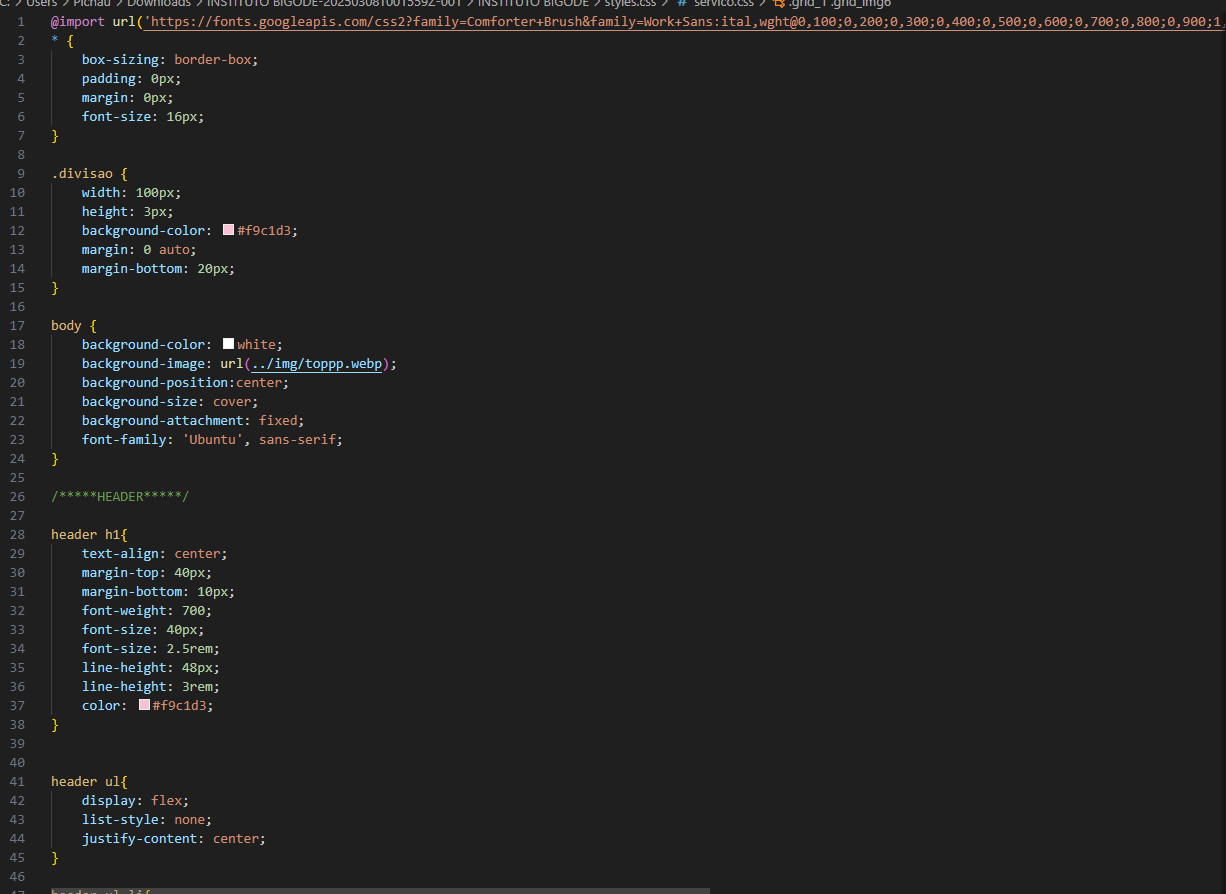 C: > Users > Pichau > Downloads > INSTITUTO BIGODE-20250308T001559Z-001 > INSTITUTO BIGODE > styles.css > # servico.css > .grid_1 .grid_img6
1 @import url('https://fonts.googleapis.com/css2?family=Comforter+Brush&family=Work+Sans:ital,wght@0,100;0,200;0,300;0,400;0,500;0,600;0,700;0,800;0,900;1,
2 * {
3 box-sizing: border-box;
4 padding: 0px;
5 margin: 0px;
6 font-size: 16px;
7 }
8
9 .divisao {
10 width: 100px;
11 height: 3px;
12 background-color: #f9c1d3;
13 margin: 0 auto;
14 margin-bottom: 20px;
15 }
16
17 body {
18 background-color: white;
19 background-image: url(../img/toppp.webp);
20 background-position:center;
21 background-size: cover;
22 background-attachment: fixed;
23 font-family: 'Ubuntu', sans-serif;
24 }
25
26 /*****HEADER*****/
27
28 header h1{
29 text-align: center;
30 margin-top: 40px;
31 margin-bottom: 10px;
32 font-weight: 700;
33 font-size: 40px;
34 font-size: 2.5rem;
35 line-height: 48px;
36 line-height: 3rem;
37 color: #f9c1d3;
38 }
39
40
41 header ul{
42 display: flex;
43 list-style: none;
44 justify-content: center;
45 }
46
47 header ul li{